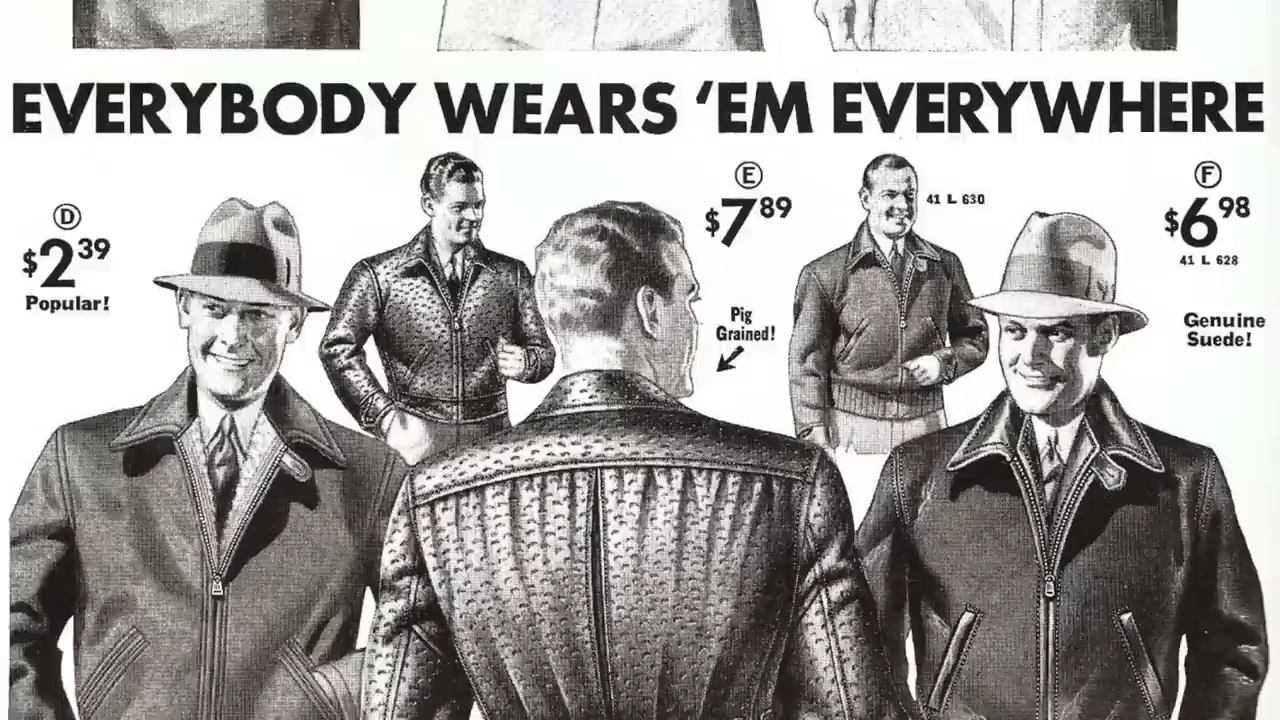 EVERYBODY WEARS ‘EM EVERYWHERE
D
$2.39
Popular!
E
$7.89
Pig
Grained!
41 L 630
F
$6.98
41 L 628
Genuine
Suede!